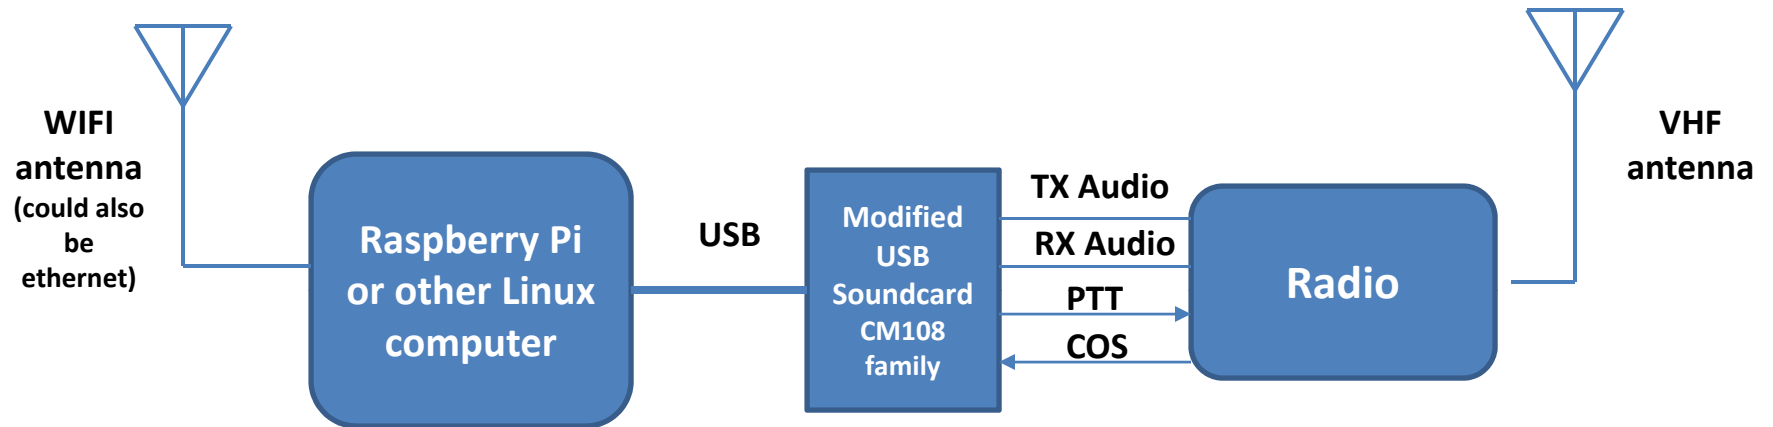 WIFI
antenna
(could also
be
ethernet)
Raspberry Pi
or other Linux
computer
USB
Modified
USB
Soundcard
CM108
family
TX Audio
RX Audio
PTT
COS
Radio
VHF
antenna